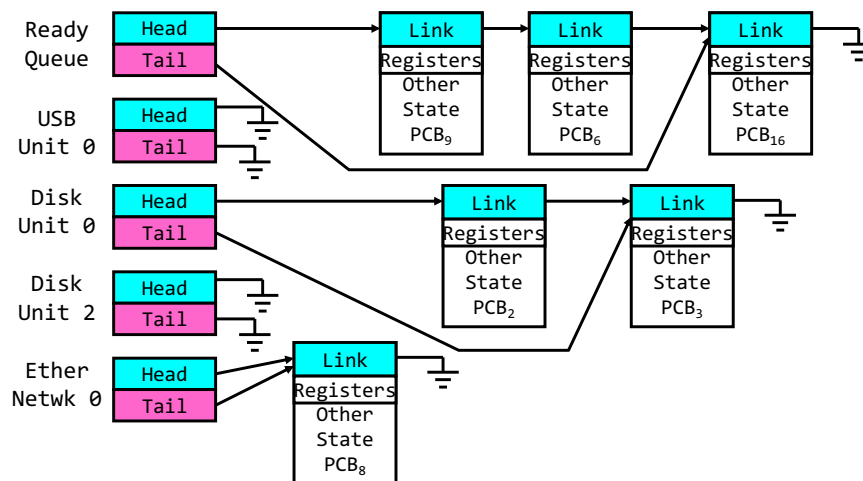 Ready
Queue
Head
Tail
Link
Registers
Other
State
PCB₉
Link
Registers
Other
State
PCB₆
Link
Registers
Other
State
PCB₁₆
USB
Unit 0
Head
Tail
Disk
Unit 0
Head
Tail
Link
Registers
Other
State
PCB₂
Link
Registers
Other
State
PCB₃
Disk
Unit 2
Head
Tail
Ether
Netwk 0
Head
Tail
Link
Registers
Other
State
PCB₈